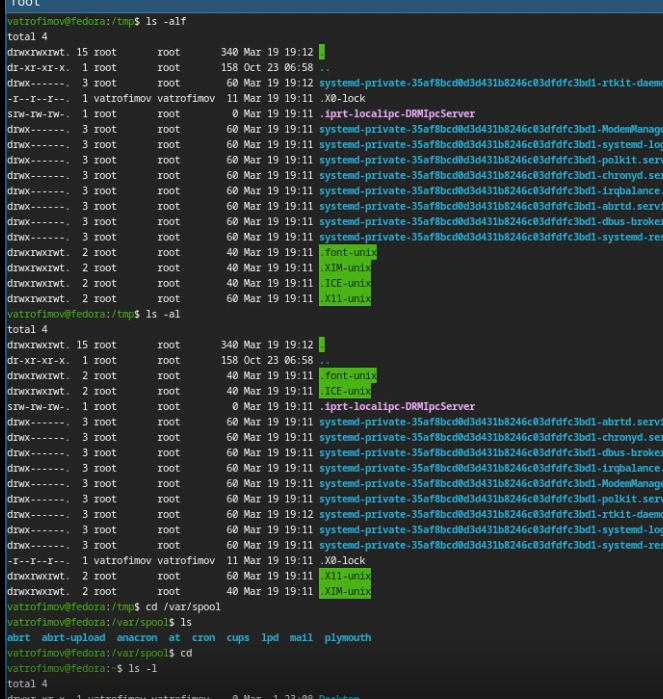 root
vatrofimov@fedora:/tmp$ ls -alf
total 4
drwxrwxrwt. 15 root root 340 Mar 19 19:12 .
dr-xr-xr-x. 1 root root 158 Oct 23 06:58 ..
drwx------. 3 root root 60 Mar 19 19:12 systemd-private-35af8bcd0d3d431b8246c03dfdfc3bd1-rtkit-daemo
-r--r--r--. 1 vatrofimov vatrofimov 11 Mar 19 19:11 .X0-lock
srw-rw-rw-. 1 root root 0 Mar 19 19:11 .iprt-localipc-DRMIpcServer
drwx------. 3 root root 60 Mar 19 19:11 systemd-private-35af8bcd0d3d431b8246c03dfdfc3bd1-ModemManage
drwx------. 3 root root 60 Mar 19 19:11 systemd-private-35af8bcd0d3d431b8246c03dfdfc3bd1-systemd-log
drwx------. 3 root root 60 Mar 19 19:11 systemd-private-35af8bcd0d3d431b8246c03dfdfc3bd1-polkit.serv
drwx------. 3 root root 60 Mar 19 19:11 systemd-private-35af8bcd0d3d431b8246c03dfdfc3bd1-chronyd.se
drwx------. 3 root root 60 Mar 19 19:11 systemd-private-35af8bcd0d3d431b8246c03dfdfc3bd1-irqbalance.
drwx------. 3 root root 60 Mar 19 19:11 systemd-private-35af8bcd0d3d431b8246c03dfdfc3bd1-abrtd.servi
drwx------. 3 root root 60 Mar 19 19:11 systemd-private-35af8bcd0d3d431b8246c03dfdfc3bd1-dbus-broker
drwx------. 3 root root 60 Mar 19 19:11 systemd-private-35af8bcd0d3d431b8246c03dfdfc3bd1-systemd-res
drwxrwxrwt. 2 root root 40 Mar 19 19:11 .font-unix
drwxrwxrwt. 2 root root 40 Mar 19 19:11 .XIM-unix
drwxrwxrwt. 2 root root 40 Mar 19 19:11 .ICE-unix
drwxrwxrwt. 2 root root 60 Mar 19 19:11 .X11-unix
vatrofimov@fedora:/tmp$ ls -al
total 4
drwxrwxrwt. 15 root root 340 Mar 19 19:12 .
dr-xr-xr-x. 1 root root 158 Oct 23 06:58 ..
drwxrwxrwt. 2 root root 40 Mar 19 19:11 .font-unix
drwxrwxrwt. 2 root root 40 Mar 19 19:11 .ICE-unix
srw-rw-rw-. 1 root root 0 Mar 19 19:11 .iprt-localipc-DRMIpcServer
drwx------. 3 root root 60 Mar 19 19:11 systemd-private-35af8bcd0d3d431b8246c03dfdfc3bd1-abrtd.servi
drwx------. 3 root root 60 Mar 19 19:11 systemd-private-35af8bcd0d3d431b8246c03dfdfc3bd1-chronyd.se
drwx------. 3 root root 60 Mar 19 19:11 systemd-private-35af8bcd0d3d431b8246c03dfdfc3bd1-dbus-broker
drwx------. 3 root root 60 Mar 19 19:11 systemd-private-35af8bcd0d3d431b8246c03dfdfc3bd1-irqbalance.
drwx------. 3 root root 60 Mar 19 19:11 systemd-private-35af8bcd0d3d431b8246c03dfdfc3bd1-ModemManage
drwx------. 3 root root 60 Mar 19 19:11 systemd-private-35af8bcd0d3d431b8246c03dfdfc3bd1-polkit.serv
drwx------. 3 root root 60 Mar 19 19:12 systemd-private-35af8bcd0d3d431b8246c03dfdfc3bd1-rtkit-daemo
drwx------. 3 root root 60 Mar 19 19:11 systemd-private-35af8bcd0d3d431b8246c03dfdfc3bd1-systemd-log
drwx------. 3 root root 60 Mar 19 19:11 systemd-private-35af8bcd0d3d431b8246c03dfdfc3bd1-systemd-res
-r--r--r--. 1 vatrofimov vatrofimov 11 Mar 19 19:11 .X0-lock
drwxrwxrwt. 2 root root 60 Mar 19 19:11 .X11-unix
drwxrwxrwt. 2 root root 40 Mar 19 19:11 .XIM-unix
vatrofimov@fedora:/tmp$ cd /var/spool
vatrofimov@fedora:/var/spool$ ls
abrt abrt-upload anacron at cron cups lpd mail plymouth
vatrofimov@fedora:/var/spool$ cd
vatrofimov@fedora:~$ ls -l
total 4
drwxr-xr-x. 1 vatrofimov vatrofimov 0 Mar 1 23:08 Desktop